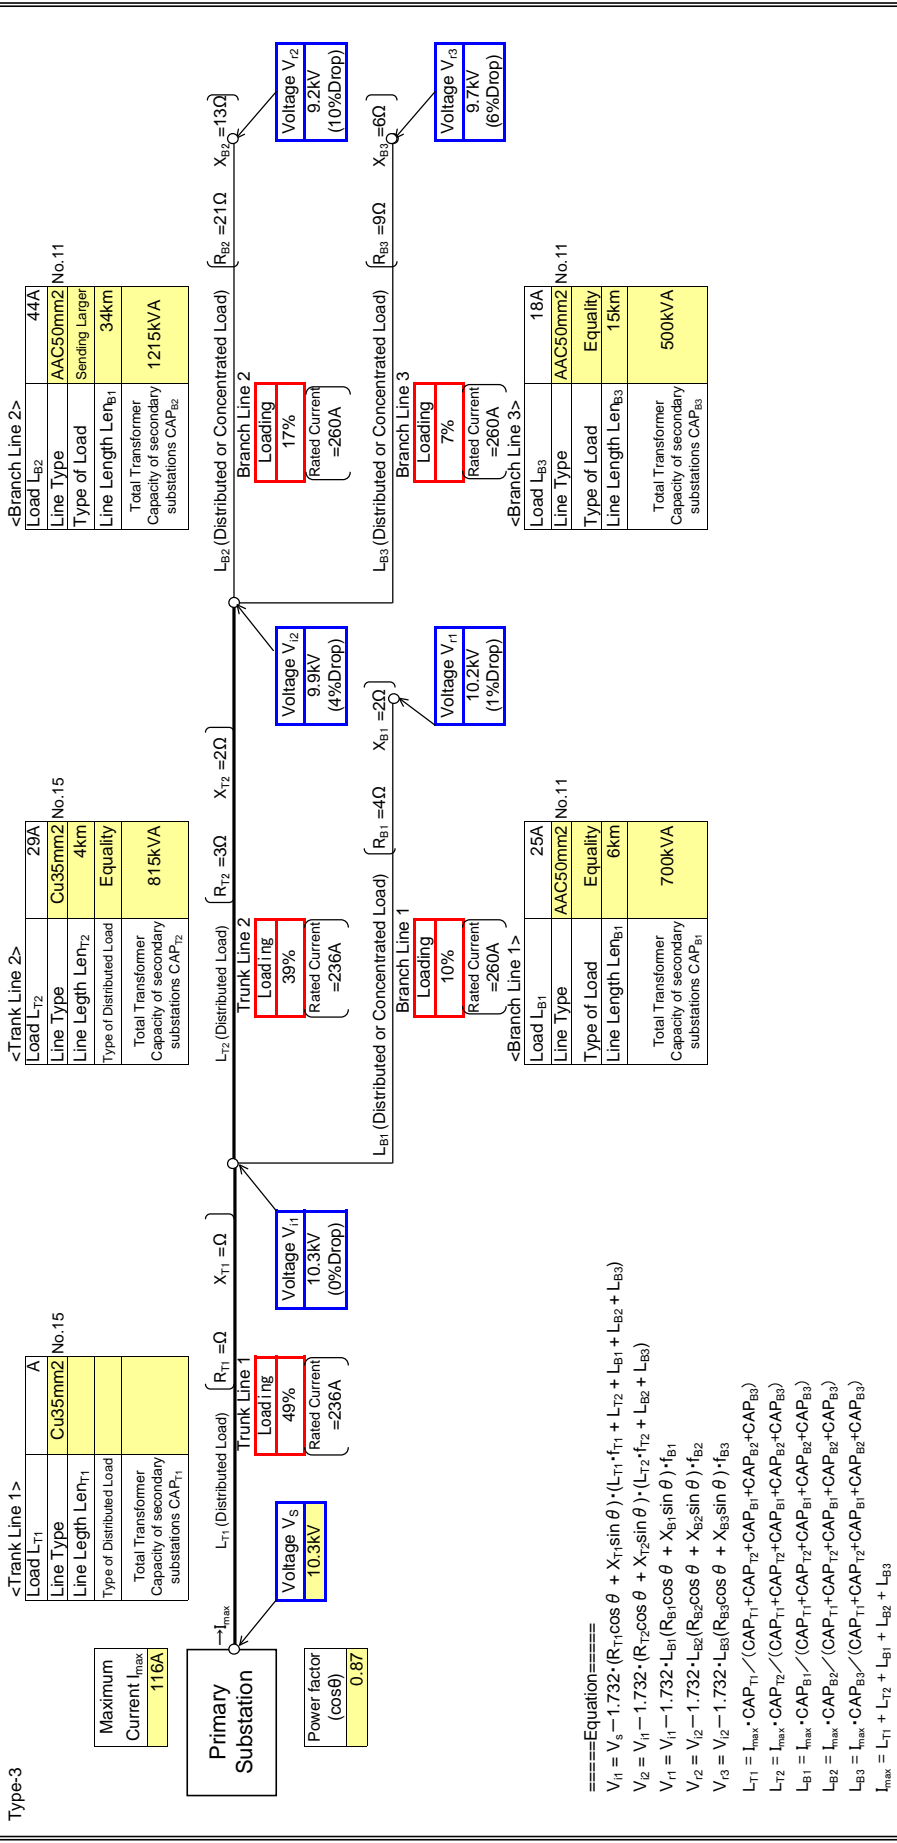 Type-3
<Trank Line 1>
Load LT1 A
Line Type Cu35mm2 No.15
Line Legth LenT1
Type of Distributed Load
Total Transformer
Capacity of secondary
substations CAPT1
<Trank Line 2>
Load LT2 29A
Line Type Cu35mm2 No.15
Line Legth LenT2 4km
Type of Distributed Load Equality
Total Transformer
Capacity of secondary
substations CAPT2
815kVA
<Branch Line 2>
Load LB2 44A
Line Type AAC50mm2 No.11
Type of Load Sending Larger
Line Length LenB1 34km
Total Transformer
Capacity of secondary
substations CAPB2
1215kVA
Maximum
Current Imax
116A
Primary
Substation
Power factor
(cosθ)
0.87
→Imax
Voltage VS
10.3kV
LT1 (Distributed Load) (RT1 =Ω XT1 =Ω)
Trunk Line 1
Loading
49%
(Rated Current
=236A)
Voltage Vi1
10.3kV
(0%Drop)
LT2 (Distributed Load) (RT2 =3Ω XT2 =2Ω)
Trunk Line 2
Loading
39%
(Rated Current
=236A)
Voltage Vi2
9.9kV
(4%Drop)
LB2 (Distributed or Concentrated Load) (RB2 =21Ω XB2 =13Ω)
Branch Line 2
Loading
17%
(Rated Current
=260A)
Voltage Vr2
9.2kV
(10%Drop)
LB1 (Distributed or Concentrated Load) (RB1 =4Ω XB1 =2Ω)
Branch Line 1
Loading
10%
(Rated Current
=260A)
Voltage Vr1
10.2kV
(1%Drop)
LB3 (Distributed or Concentrated Load) (RB3 =9Ω XB3 =6Ω)
Branch Line 3
Loading
7%
(Rated Current
=260A)
Voltage Vr3
9.7kV
(6%Drop)
<Branch Line 1>
Load LB1 25A
Line Type AAC50mm2 No.11
Type of Load Equality
Line Length LenB1 6km
Total Transformer
Capacity of secondary
substations CAPB1
700kVA
<Branch Line 3>
Load LB3 18A
Line Type AAC50mm2 No.11
Type of Load Equality
Line Length LenB3 15km
Total Transformer
Capacity of secondary
substations CAPB3
500kVA
=====Equation=====
Vi1 = Vs－1.732・(RT1cos θ + XT1sin θ)・(LT1・fT1 + LT2 + LB1 + LB2 + LB3)
Vi2 = Vi1－1.732・(RT2cos θ + XT2sin θ)・(LT2・fT2 + LB2 + LB3)
Vr1 = Vi1－1.732・LB1(RB1cos θ + XB1sin θ)・fB1
Vr2 = Vi2－1.732・LB2(RB2cos θ + XB2sin θ)・fB2
Vr3 = Vi2－1.732・LB3(RB3cos θ + XB3sin θ)・fB3
LT1 = Imax・CAPT1／(CAPT1+CAPT2+CAPB1+CAPB2+CAPB3)
LT2 = Imax・CAPT2／(CAPT1+CAPT2+CAPB1+CAPB2+CAPB3)
LB1 = Imax・CAPB1／(CAPT1+CAPT2+CAPB1+CAPB2+CAPB3)
LB2 = Imax・CAPB2／(CAPT1+CAPT2+CAPB1+CAPB2+CAPB3)
LB3 = Imax・CAPB3／(CAPT1+CAPT2+CAPB1+CAPB2+CAPB3)
Imax = LT1 + LT2 + LB1 + LB2 + LB3